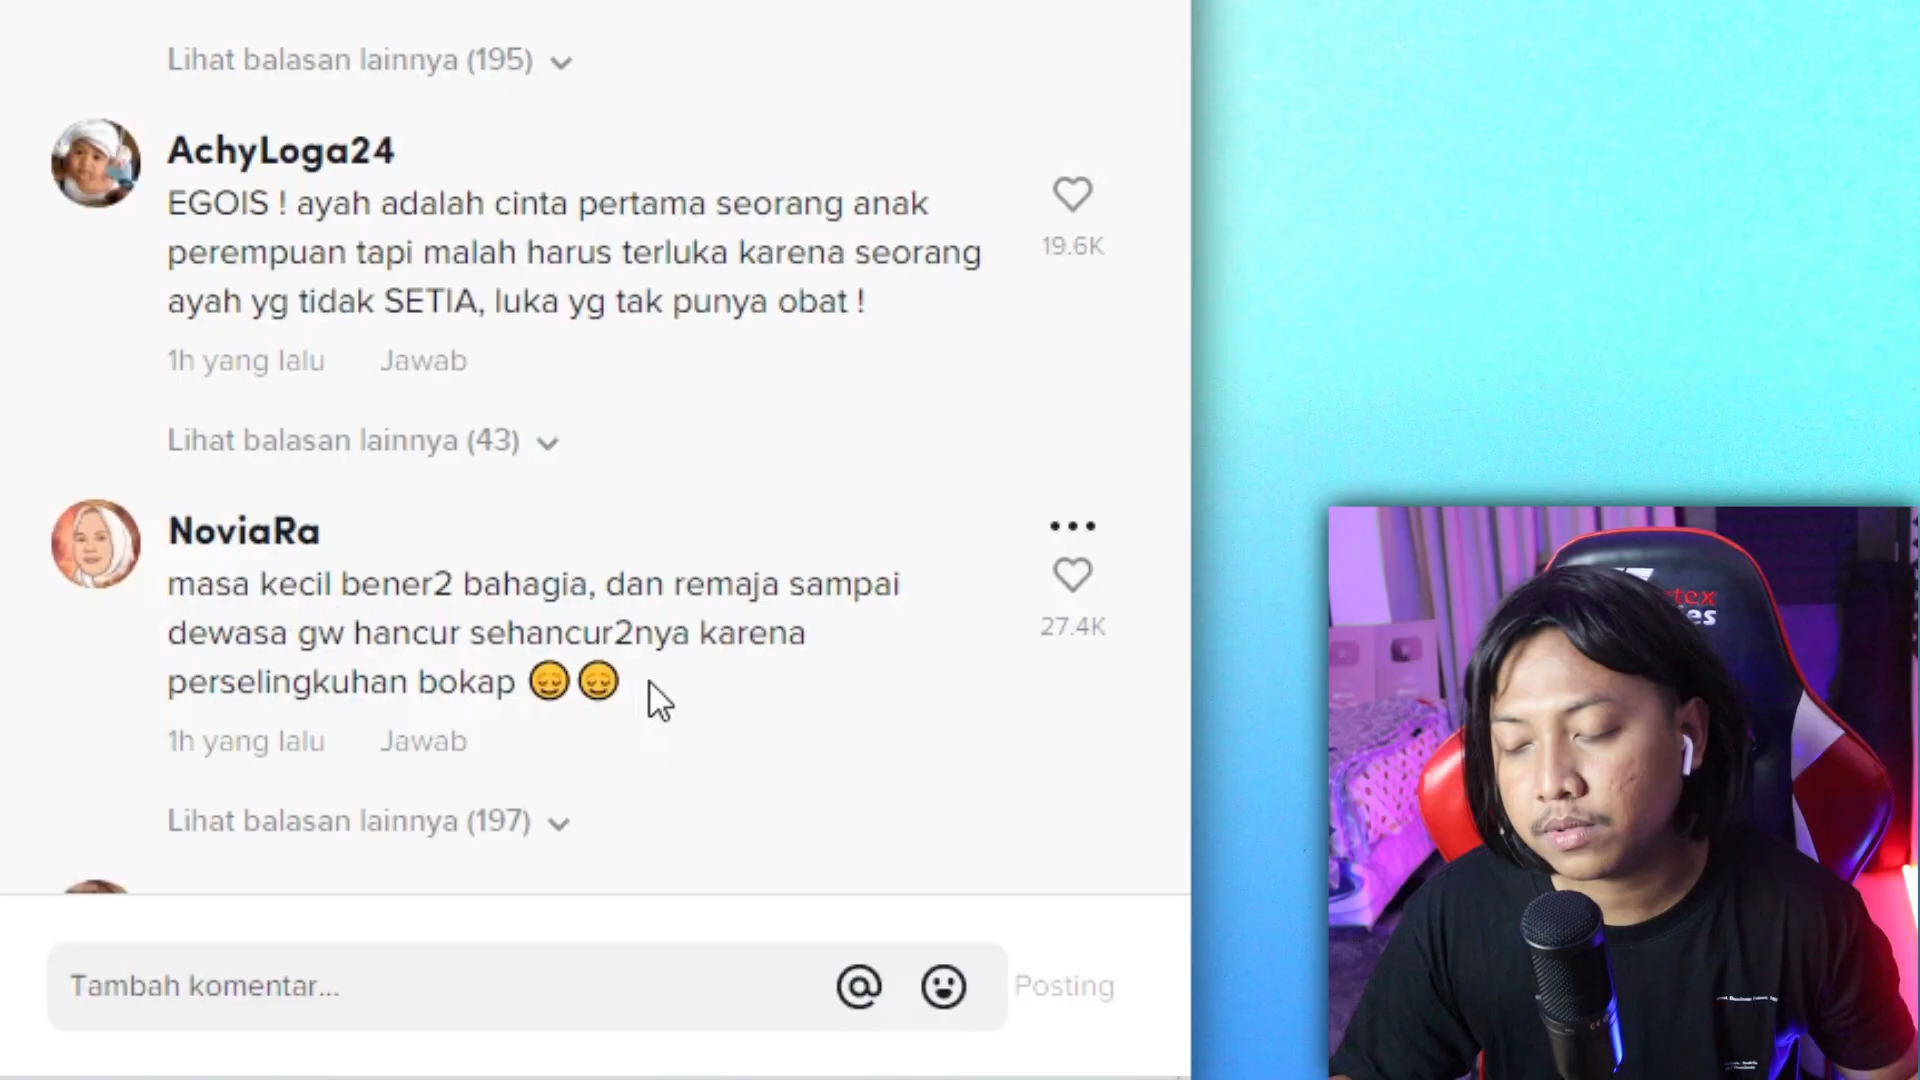 Lihat balasan lainnya (195)
AchyLoga24
EGOIS ! ayah adalah cinta pertama seorang anak
perempuan tapi malah harus terluka karena seorang
ayah yg tidak SETIA, luka yg tak punya obat !
19.6K
1h yang lalu Jawab
Lihat balasan lainnya (43)
NoviaRa
masa kecil bener2 bahagia, dan remaja sampai
dewasa gw hancur sehancur2nya karena
perselingkuhan bokap 😌😌
27.4K
1h yang lalu Jawab
Lihat balasan lainnya (197)
Tambah komentar...
Posting